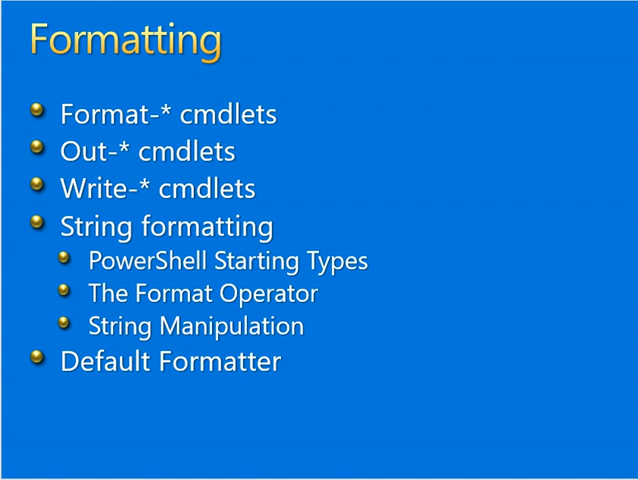 Formatting
Format-* cmdlets
Out-* cmdlets
Write-* cmdlets
String formatting
PowerShell Starting Types
The Format Operator
String Manipulation
Default Formatter